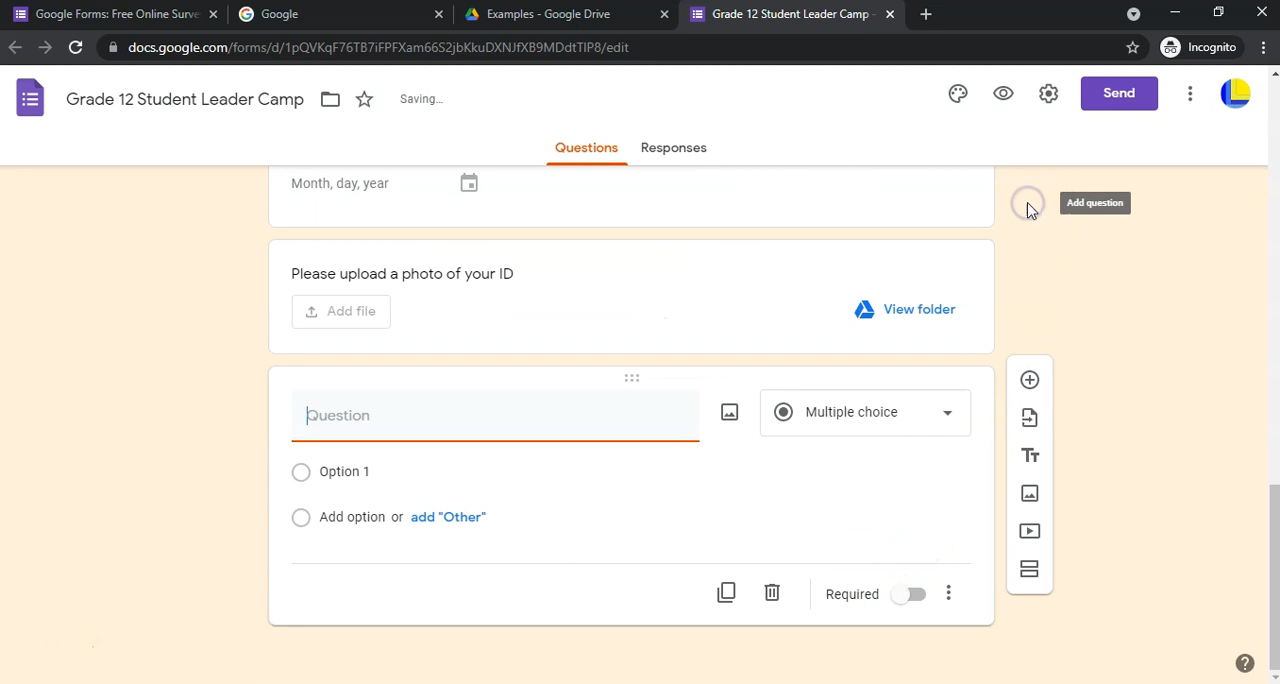 Google Forms: Free Online Surve
Google
Examples - Google Drive
Grade 12 Student Leader Camp -
docs.google.com/forms/d/1pQVKqF76TB7iFPFXam66S2jbKkuDXNJfXB9MDdtTIP8/edit
Incognito
Grade 12 Student Leader Camp
Saving...
Send
Questions
Responses
Month, day, year
Add question
Please upload a photo of your ID
Add file
View folder
Question
Multiple choice
Option 1
Add option or add "Other"
Required